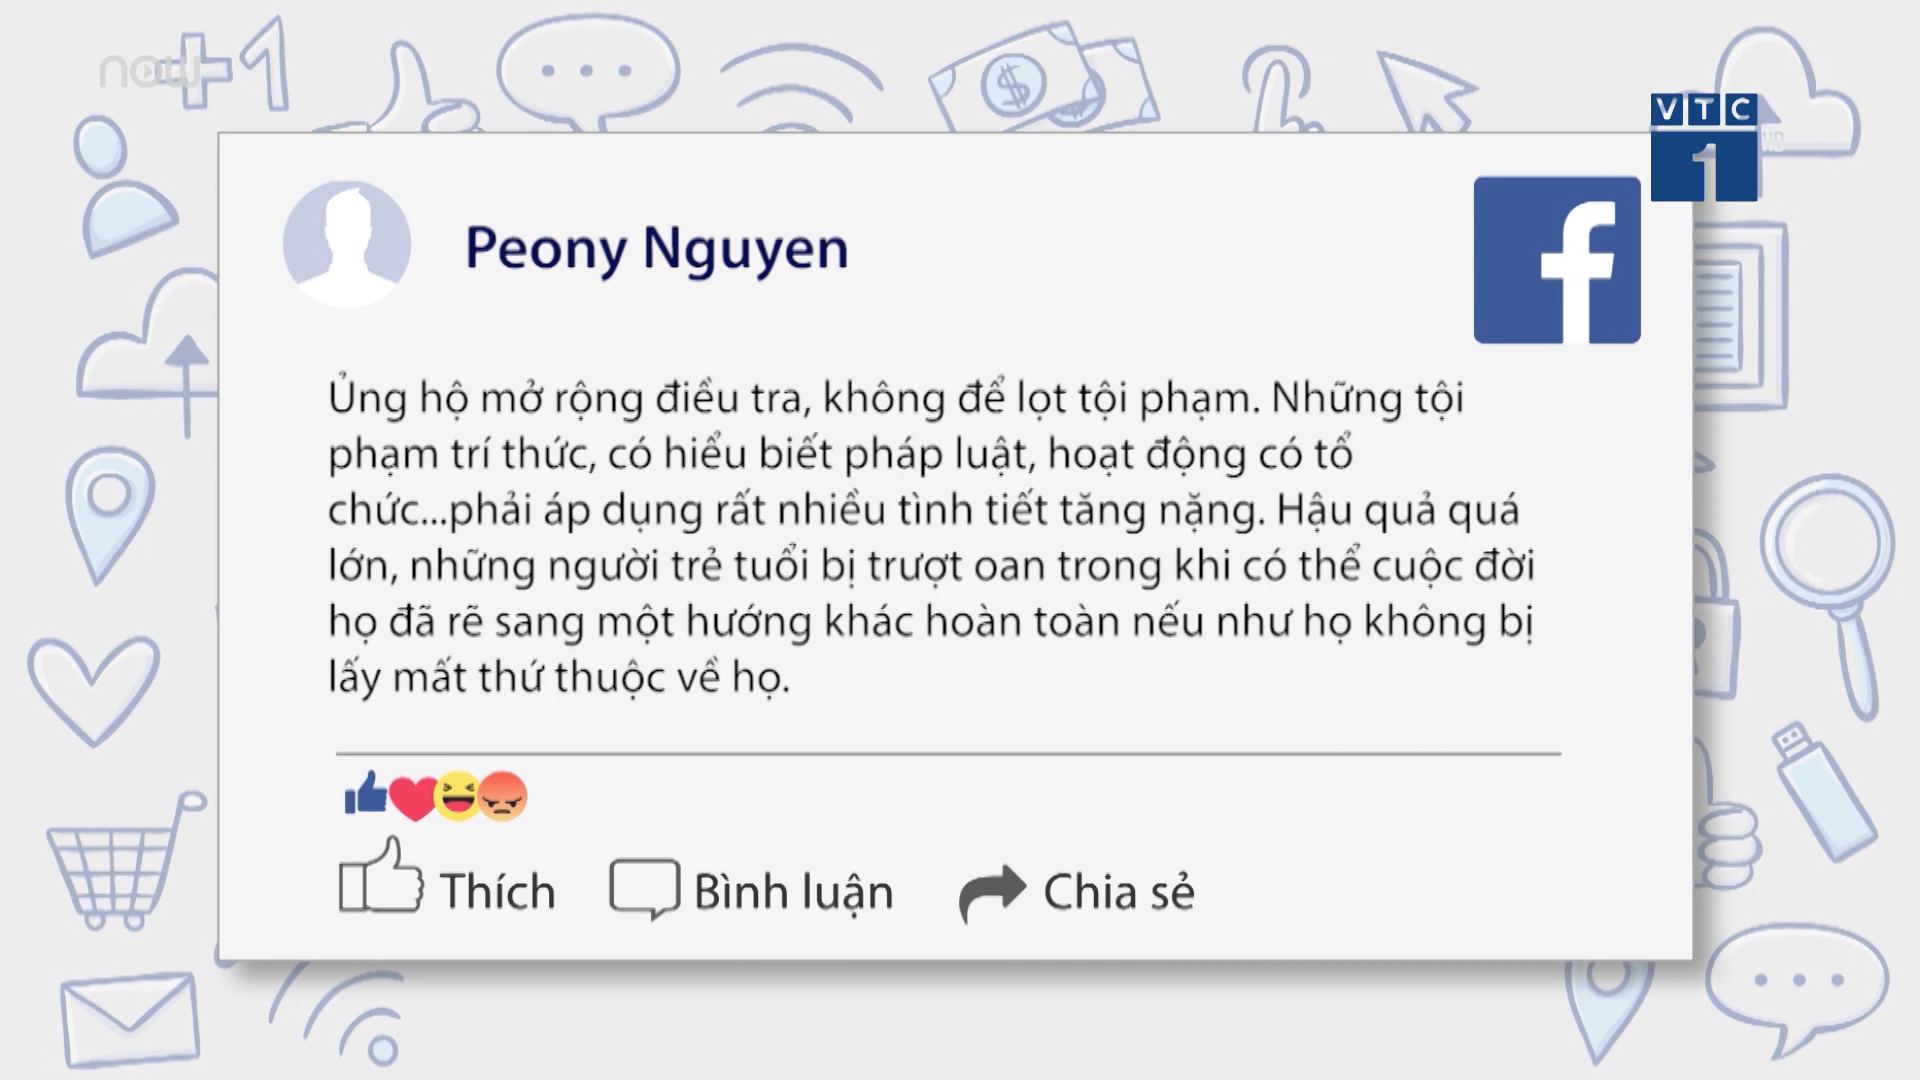 now
+1
VTC
1
HD
Peony Nguyen
f
Ủng hộ mở rộng điều tra, không để lọt tội phạm. Những tội
phạm trí thức, có hiểu biết pháp luật, hoạt động có tổ
chức...phải áp dụng rất nhiều tình tiết tăng nặng. Hậu quả quá
lớn, những người trẻ tuổi bị trượt oan trong khi có thể cuộc đời
họ đã rẽ sang một hướng khác hoàn toàn nếu như họ không bị
lấy mất thứ thuộc về họ.
Thích
Bình luận
Chia sẻ